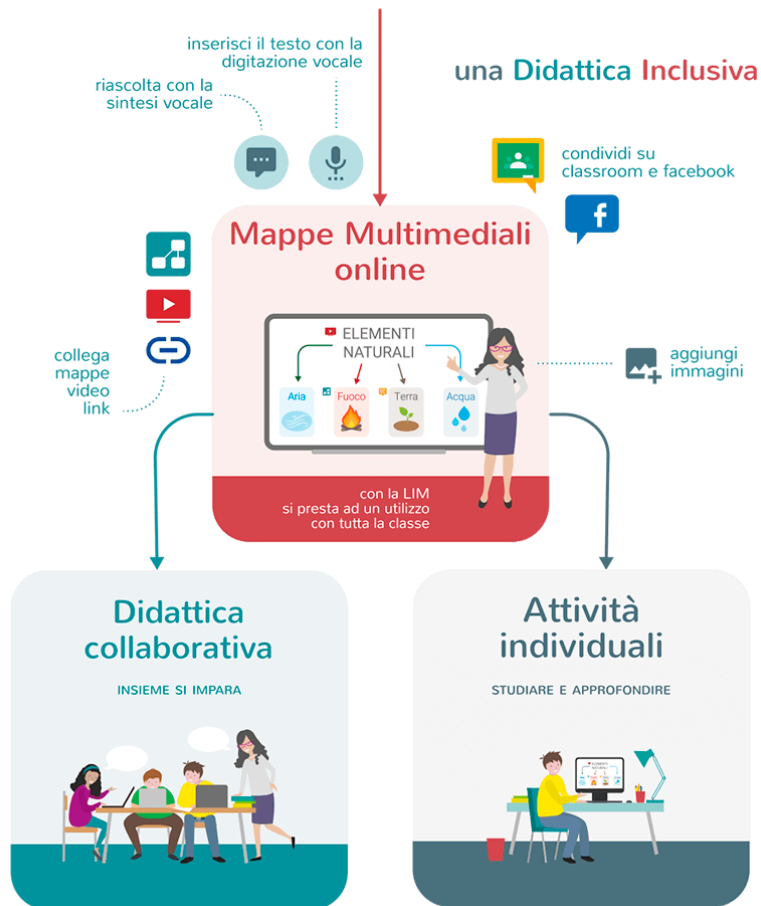 inserisci il testo con la
digitazione vocale
riascolta con la
sintesi vocale
una Didattica Inclusiva
condividi su
classroom e facebook
Mappe Multimediali
online
ELEMENTI
NATURALI
Aria
Fuoco
Terra
Acqua
collega
mappe
video
link
aggiungi
immagini
con la LIM
si presta ad un utilizzo
con tutta la classe
Didattica
collaborativa
INSIEME SI IMPARA
Attività
individuali
STUDIARE E APPROFONDIRE
ELEMENTI
NATURALI